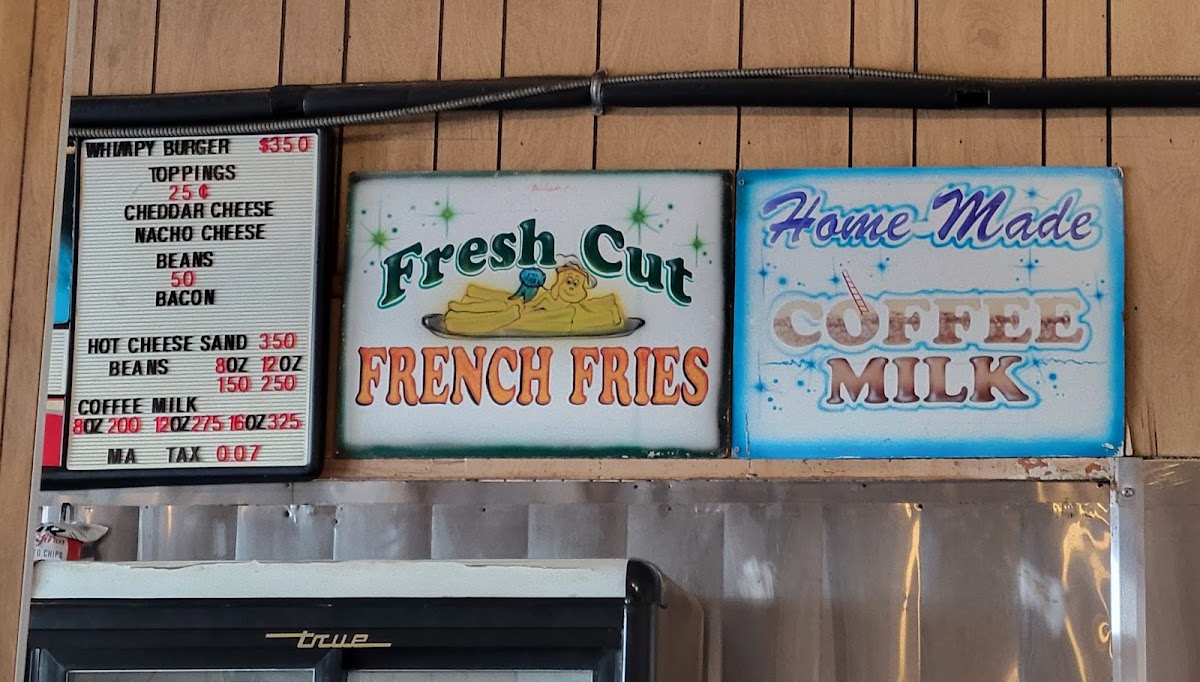 WHIMPY BURGER $350
TOPPINGS
25¢
CHEDDAR CHEESE
NACHO CHEESE
BEANS
50
BACON
HOT CHEESE SAND 350
BEANS 8OZ 12OZ
150 250
COFFEE MILK
8OZ 200 12OZ 275 16OZ 325
MA TAX 0.07
Fresh Cut
FRENCH FRIES
Home Made
COFFEE
MILK
CHIPS
true